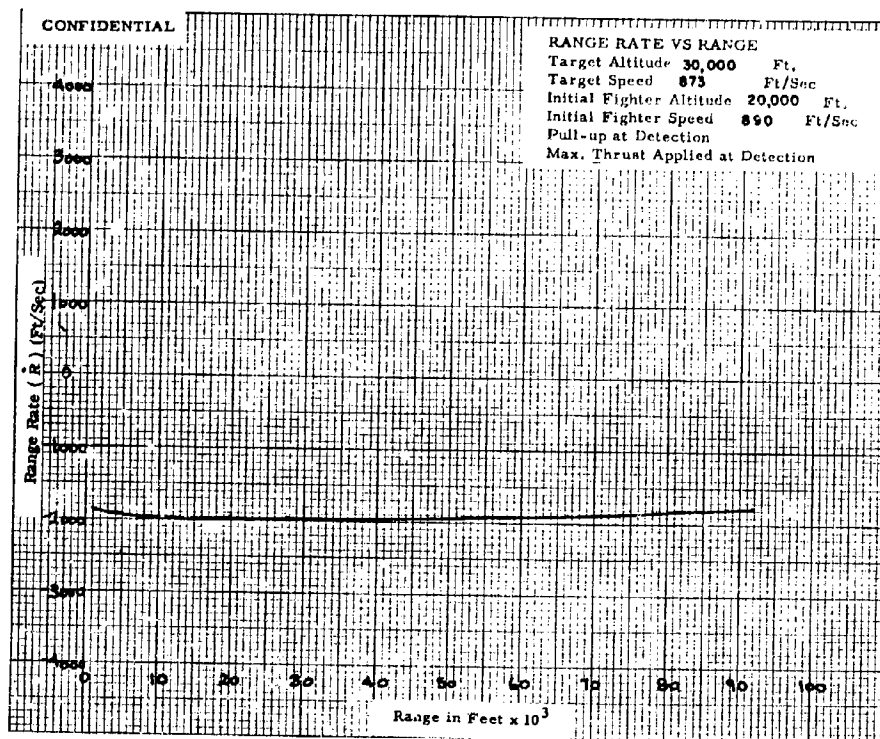 CONFIDENTIAL
RANGE RATE VS RANGE
Target Altitude 30,000 Ft.
Target Speed 873 Ft/Sec
Initial Fighter Altitude 20,000 Ft.
Initial Fighter Speed 890 Ft/Sec
Pull-up at Detection
Max. Thrust Applied at Detection
4000
3000
2000
1000
0
1000
2000
3000
4000
Range Rate (Ṙ) (Ft/Sec)
0 10 20 30 40 50 60 70 80 90 100
Range in Feet x 10³